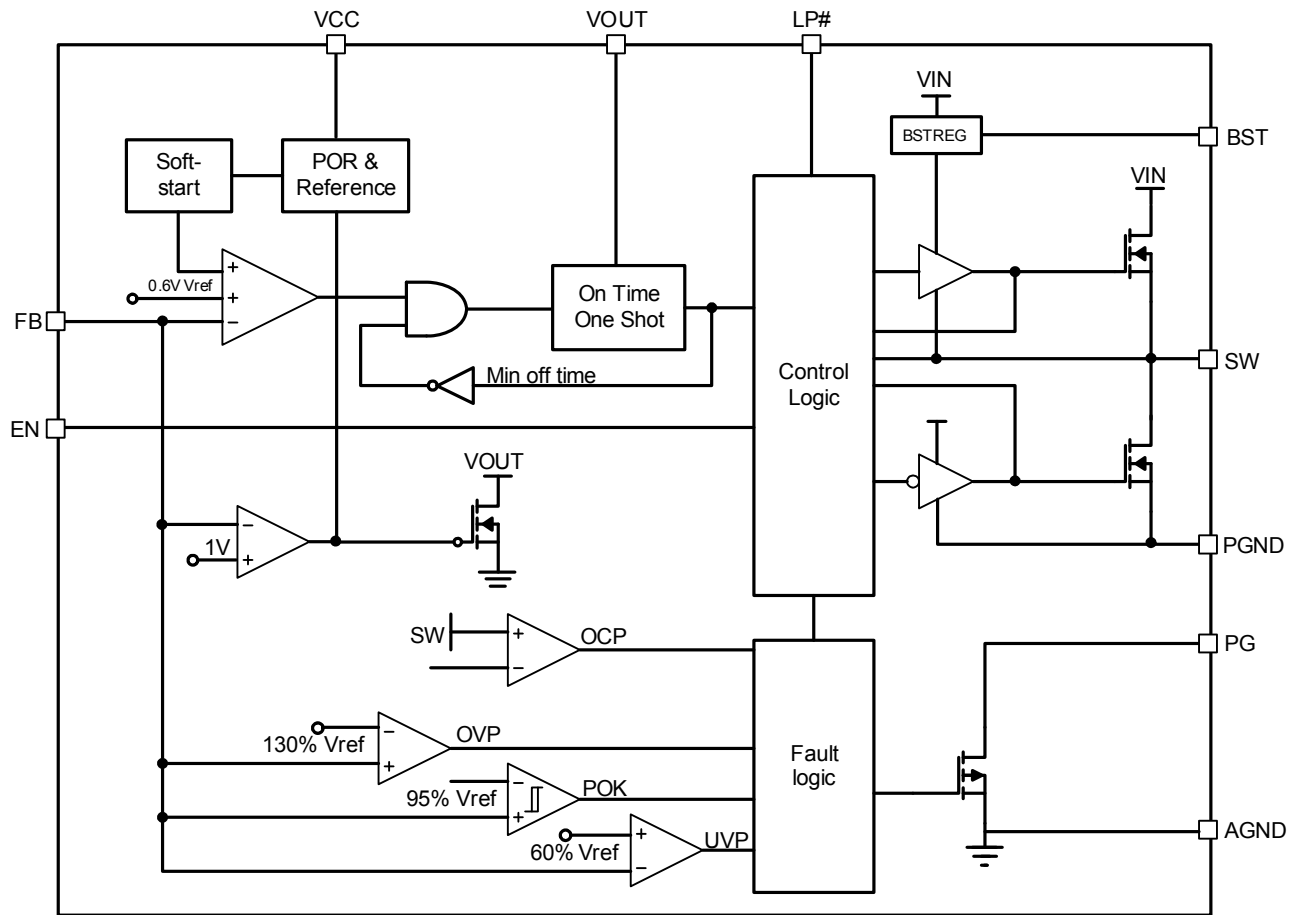 VCC
VOUT
LP#
VIN
BSTREG
BST
Soft-
start
POR &
Reference
VIN
+
0.6V Vref
+
−
FB
On Time
One Shot
Min off time
Control
Logic
SW
EN
VOUT
−
1V
+
PGND
SW
+
−
OCP
PG
130% Vref
−
+
OVP
Fault
logic
95% Vref
−
+
POK
60% Vref
+
−
UVP
AGND